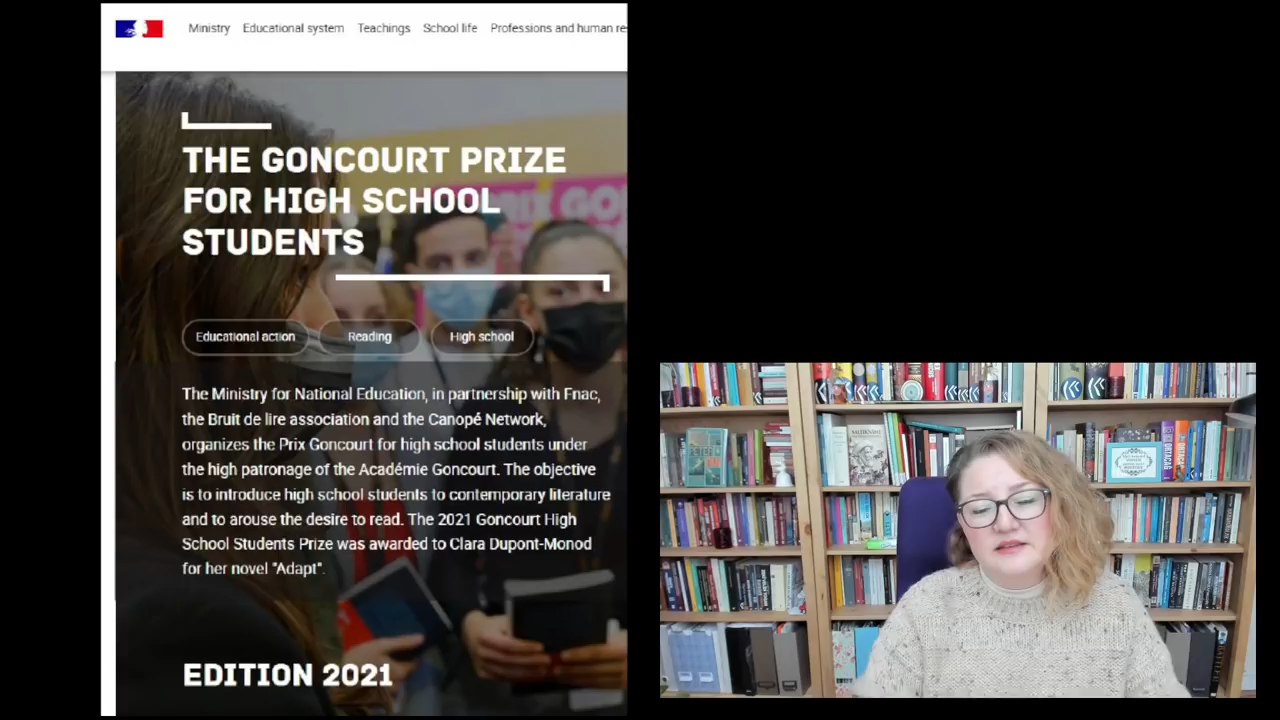 Ministry Educational system Teachings School life Professions and human re
THE GONCOURT PRIZE
FOR HIGH SCHOOL
STUDENTS
Educational action Reading High school
The Ministry for National Education, in partnership with Fnac,
the Bruit de lire association and the Canopé Network,
organizes the Prix Goncourt for high school students under
the high patronage of the Académie Goncourt. The objective
is to introduce high school students to contemporary literature
and to arouse the desire to read. The 2021 Goncourt High
School Students Prize was awarded to Clara Dupont-Monod
for her novel "Adapt".
EDITION 2021
PRIX GO
ORTAÇAĞ